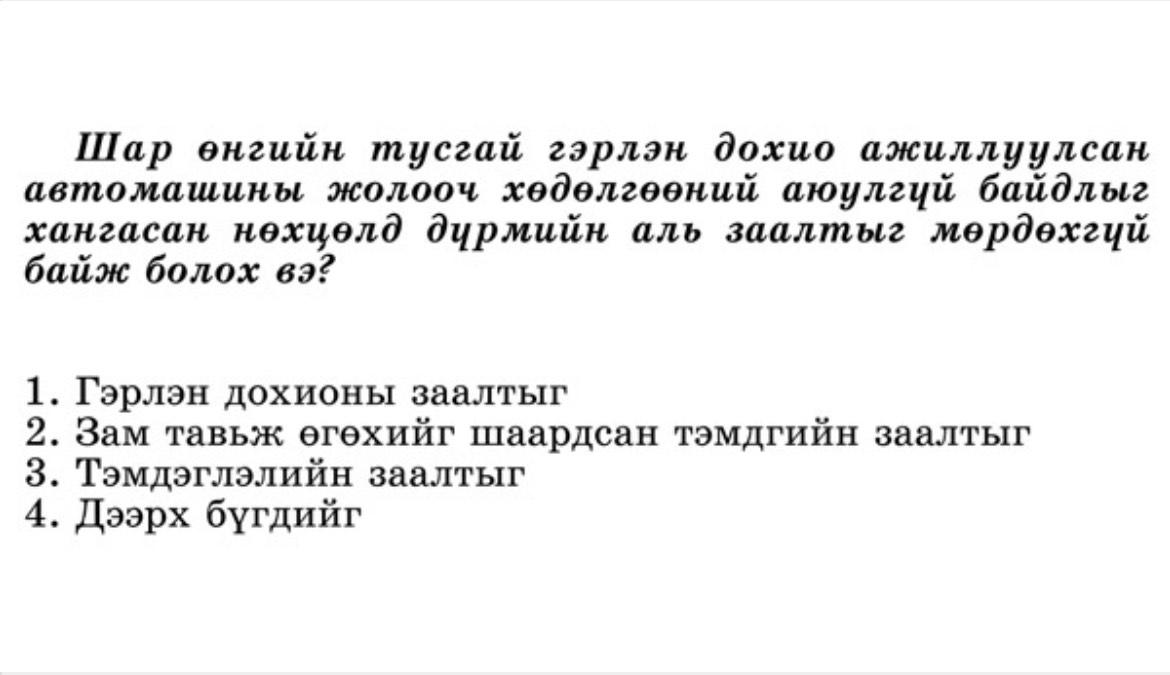 Шар өнгийн тусгай гэрлэн дохио ажиллуулсан
автомашины жолооч хөдөлгөөний аюулгүй байдлыг
хангасан нөхцөлд дүрмийн аль заалтыг мөрдөхгүй
байж болох вэ?
1. Гэрлэн дохионы заалтыг
2. Зам тавьж өгөхийг шаардсан тэмдгийн заалтыг
3. Тэмдэглэлийн заалтыг
4. Дээрх бүгдийг